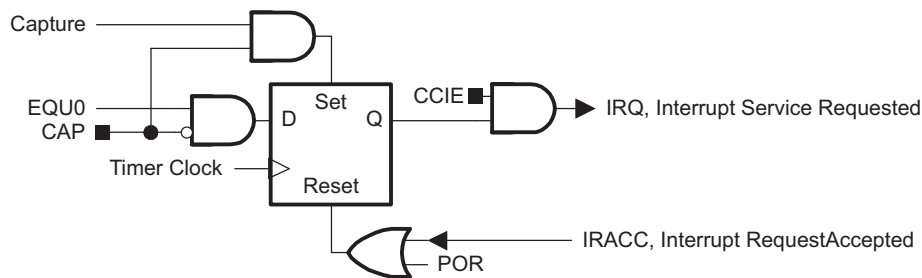 Capture
EQU0
CAP
Timer Clock
Set
D
Q
Reset
CCIE
IRQ, Interrupt Service Requested
IRACC, Interrupt RequestAccepted
POR